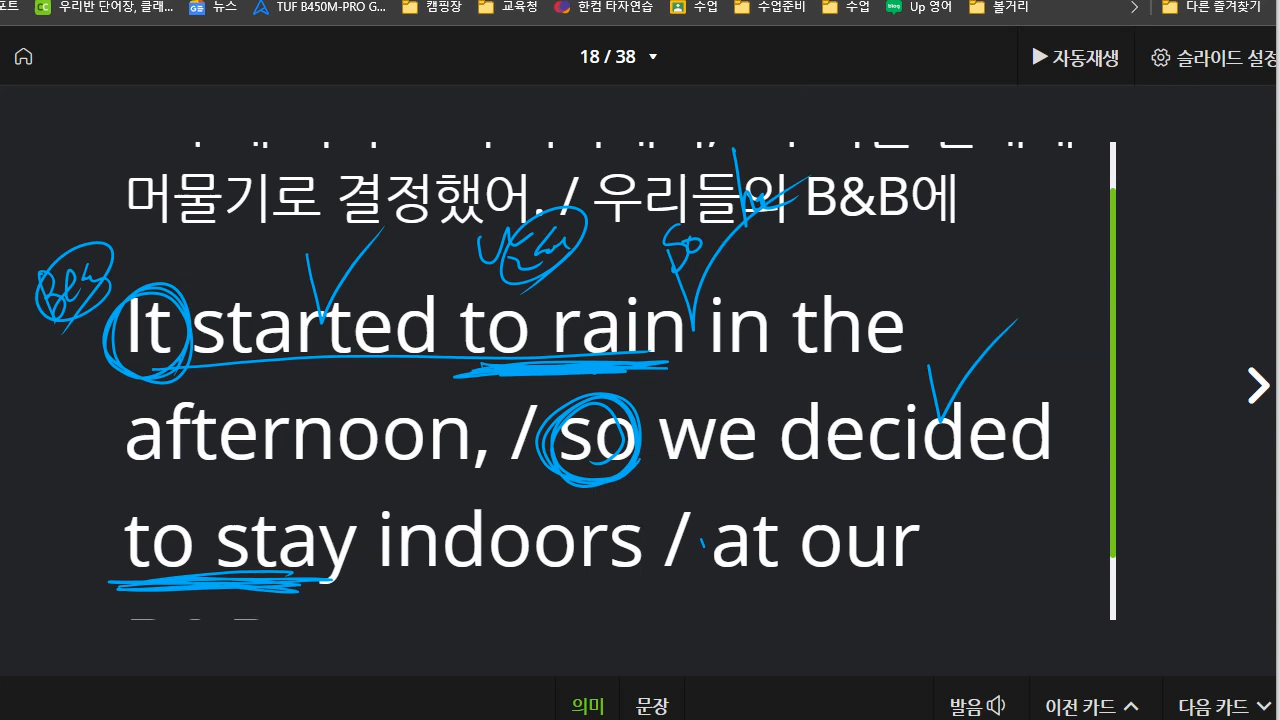 우리반 단어장, 클래... 뉴스 TUF B450M-PRO G... 캠핑장 교육청 한컴 타자연습 수업 수업준비 수업 Up 영어 볼거리 다른 즐겨찾기
18 / 38 자동재생 슬라이드 설정
머물기로 결정했어. / 우리들의 B&B에
so
It started to rain in the
afternoon, / so we decided
to stay indoors / at our
의미 문장 발음 이전 카드 다음 카드